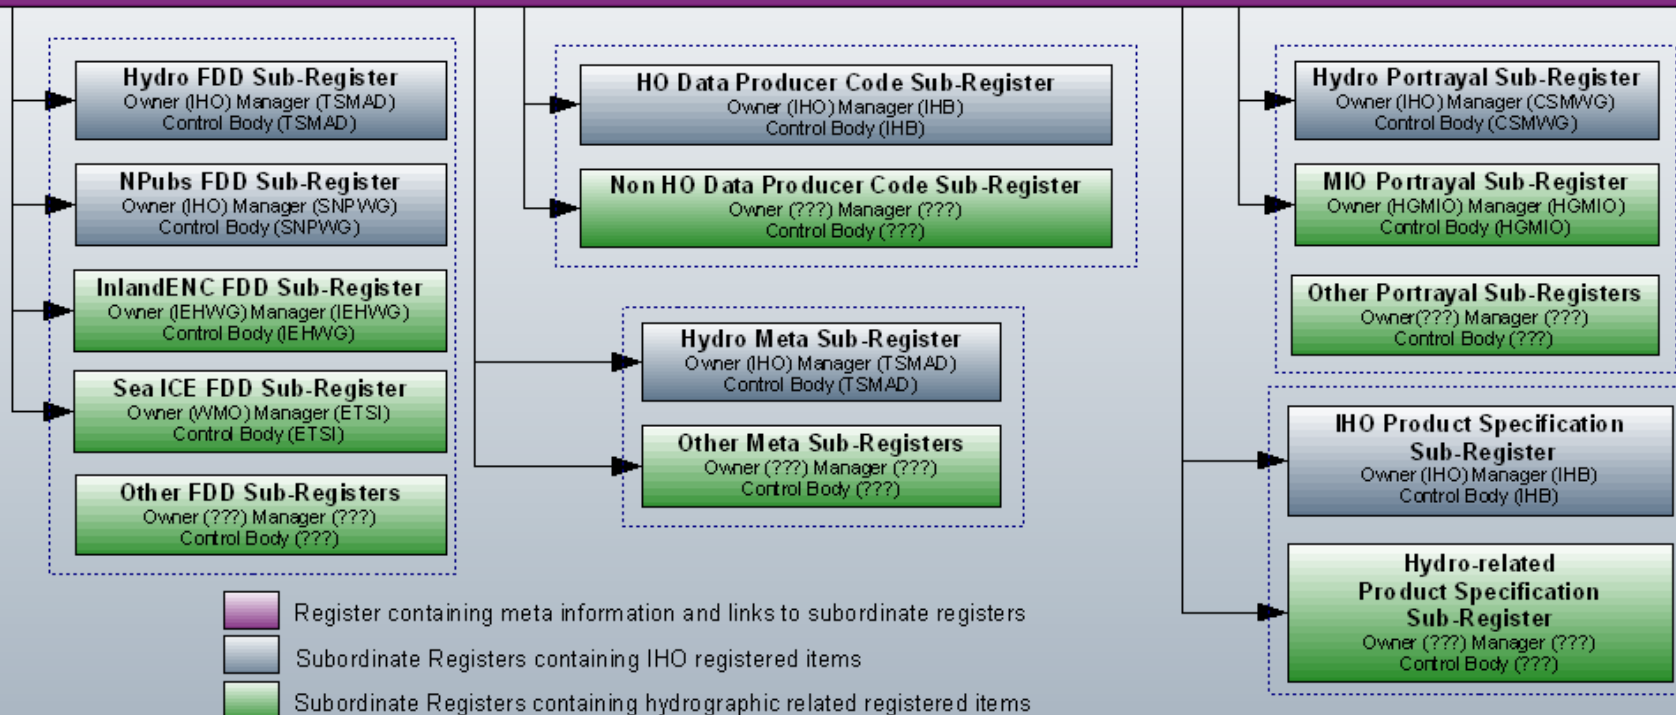 Hydro FDD Sub-Register
Owner (IHO) Manager (TSMAD)
Control Body (TSMAD)
NPubs FDD Sub-Register
Owner (IHO) Manager (SNPWG)
Control Body (SNPWG)
InlandENC FDD Sub-Register
Owner (IEHWG) Manager (IEHWG)
Control Body (IEHWG)
Sea ICE FDD Sub-Register
Owner (WMO) Manager (ETSI)
Control Body (ETSI)
Other FDD Sub-Registers
Owner (???) Manager (???)
Control Body (???)
HO Data Producer Code Sub-Register
Owner (IHO) Manager (IHB)
Control Body (IHB)
Non HO Data Producer Code Sub-Register
Owner (???) Manager (???)
Control Body (???)
Hydro Meta Sub-Register
Owner (IHO) Manager (TSMAD)
Control Body (TSMAD)
Other Meta Sub-Registers
Owner (???) Manager (???)
Control Body (???)
Hydro Portrayal Sub-Register
Owner (IHO) Manager (CSMWG)
Control Body (CSMWG)
MIO Portrayal Sub-Register
Owner (HGMIO) Manager (HGMIO)
Control Body (HGMIO)
Other Portrayal Sub-Registers
Owner(???) Manager (???)
Control Body (???)
IHO Product Specification
Sub-Register
Owner (IHO) Manager (IHB)
Control Body (IHB)
Hydro-related
Product Specification
Sub-Register
Owner (???) Manager (???)
Control Body (???)
Register containing meta information and links to subordinate registers
Subordinate Registers containing IHO registered items
Subordinate Registers containing hydrographic related registered items